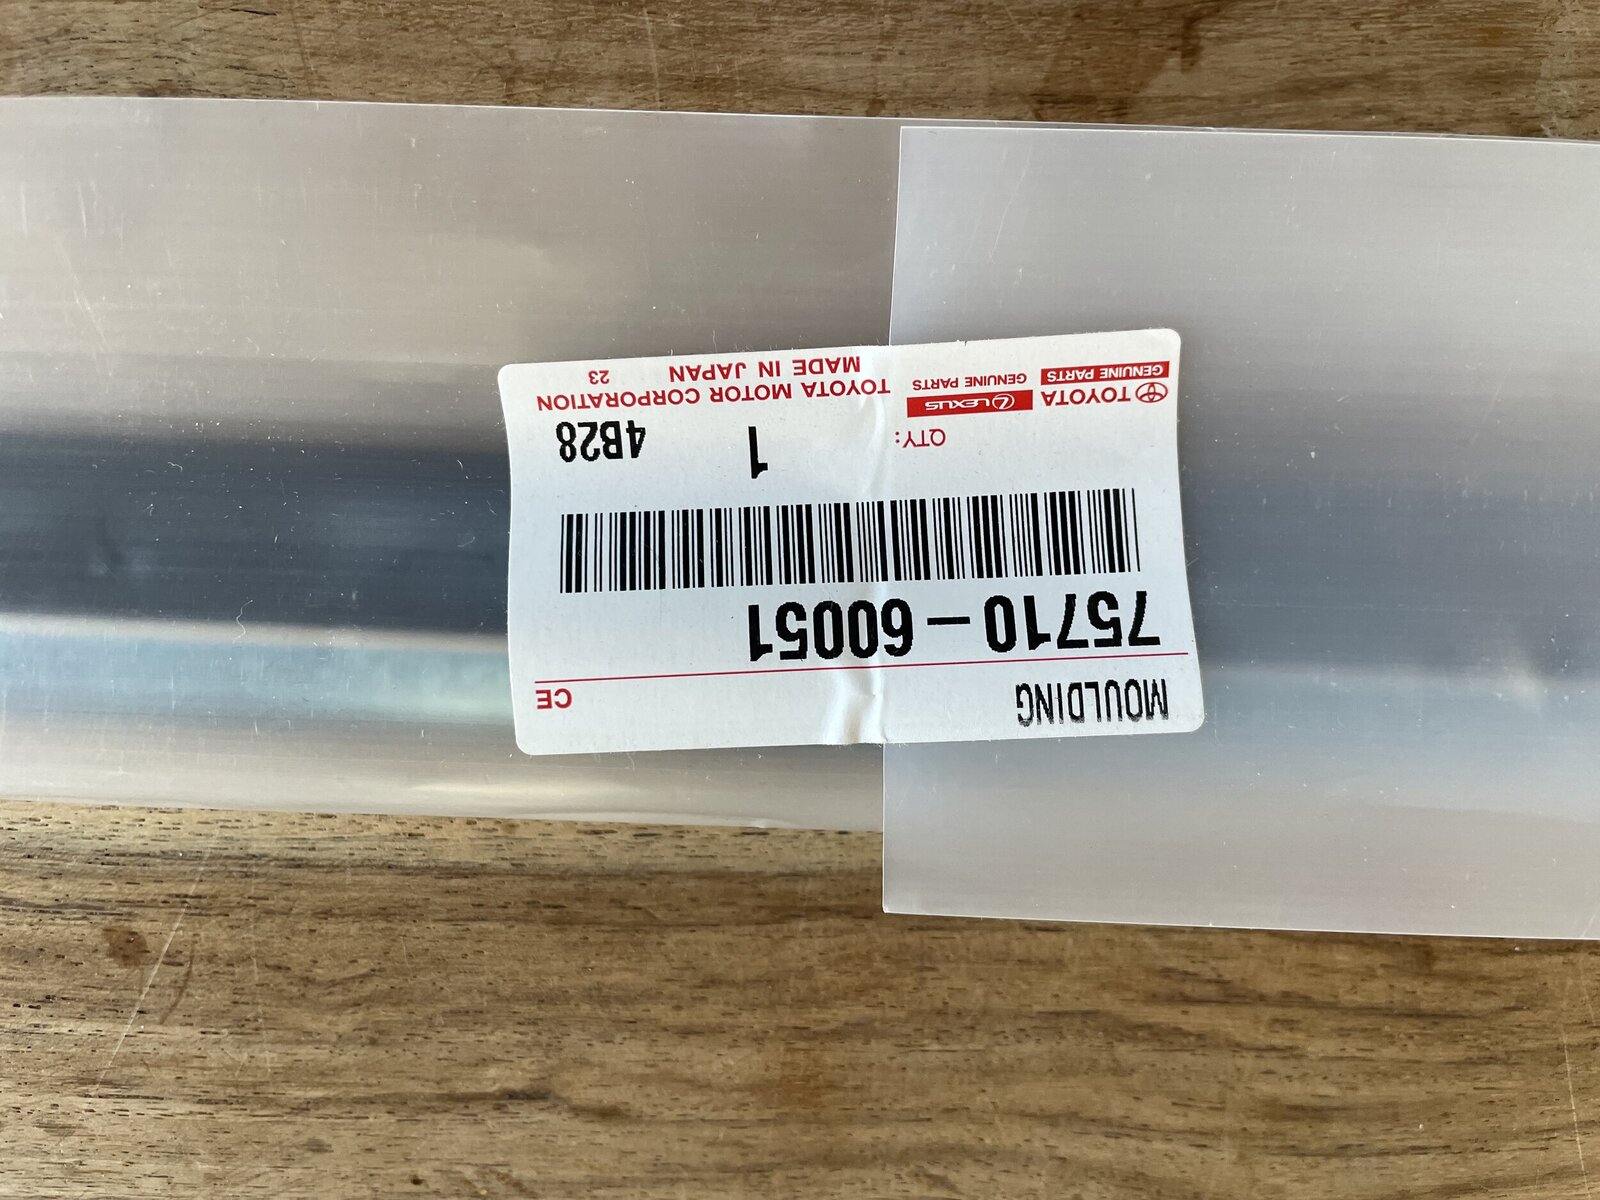 MOULDING
CE
75710-60051
QTY: 1 4B28
TOYOTA LEXUS TOYOTA MOTOR CORPORATION
GENUINE PARTS GENUINE PARTS MADE IN JAPAN 23